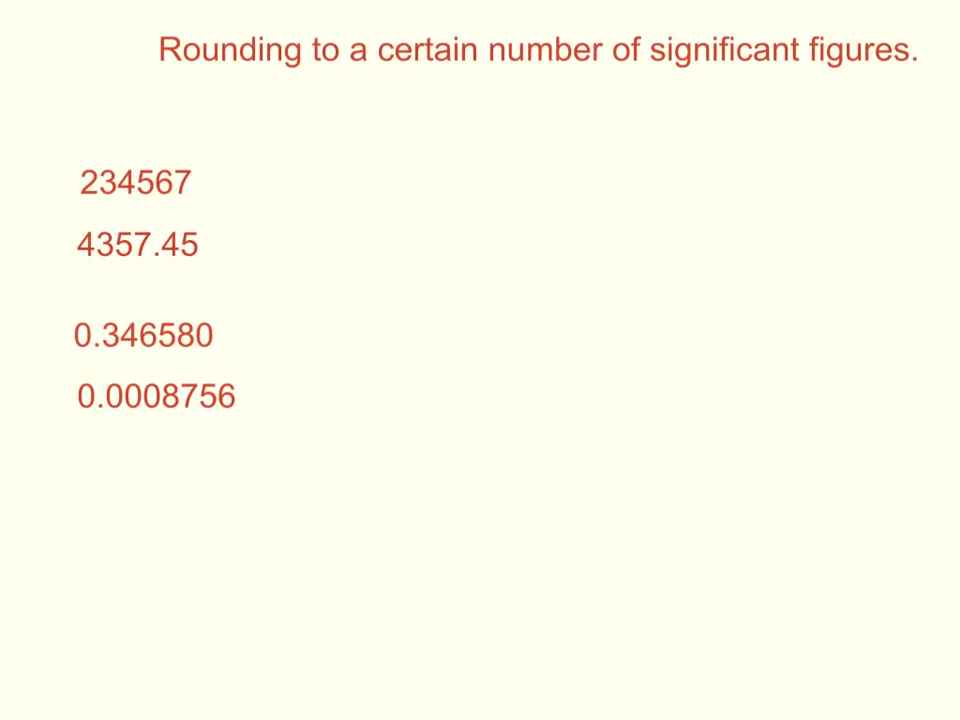 Rounding to a certain number of significant figures.
234567
4357.45
0.346580
0.0008756